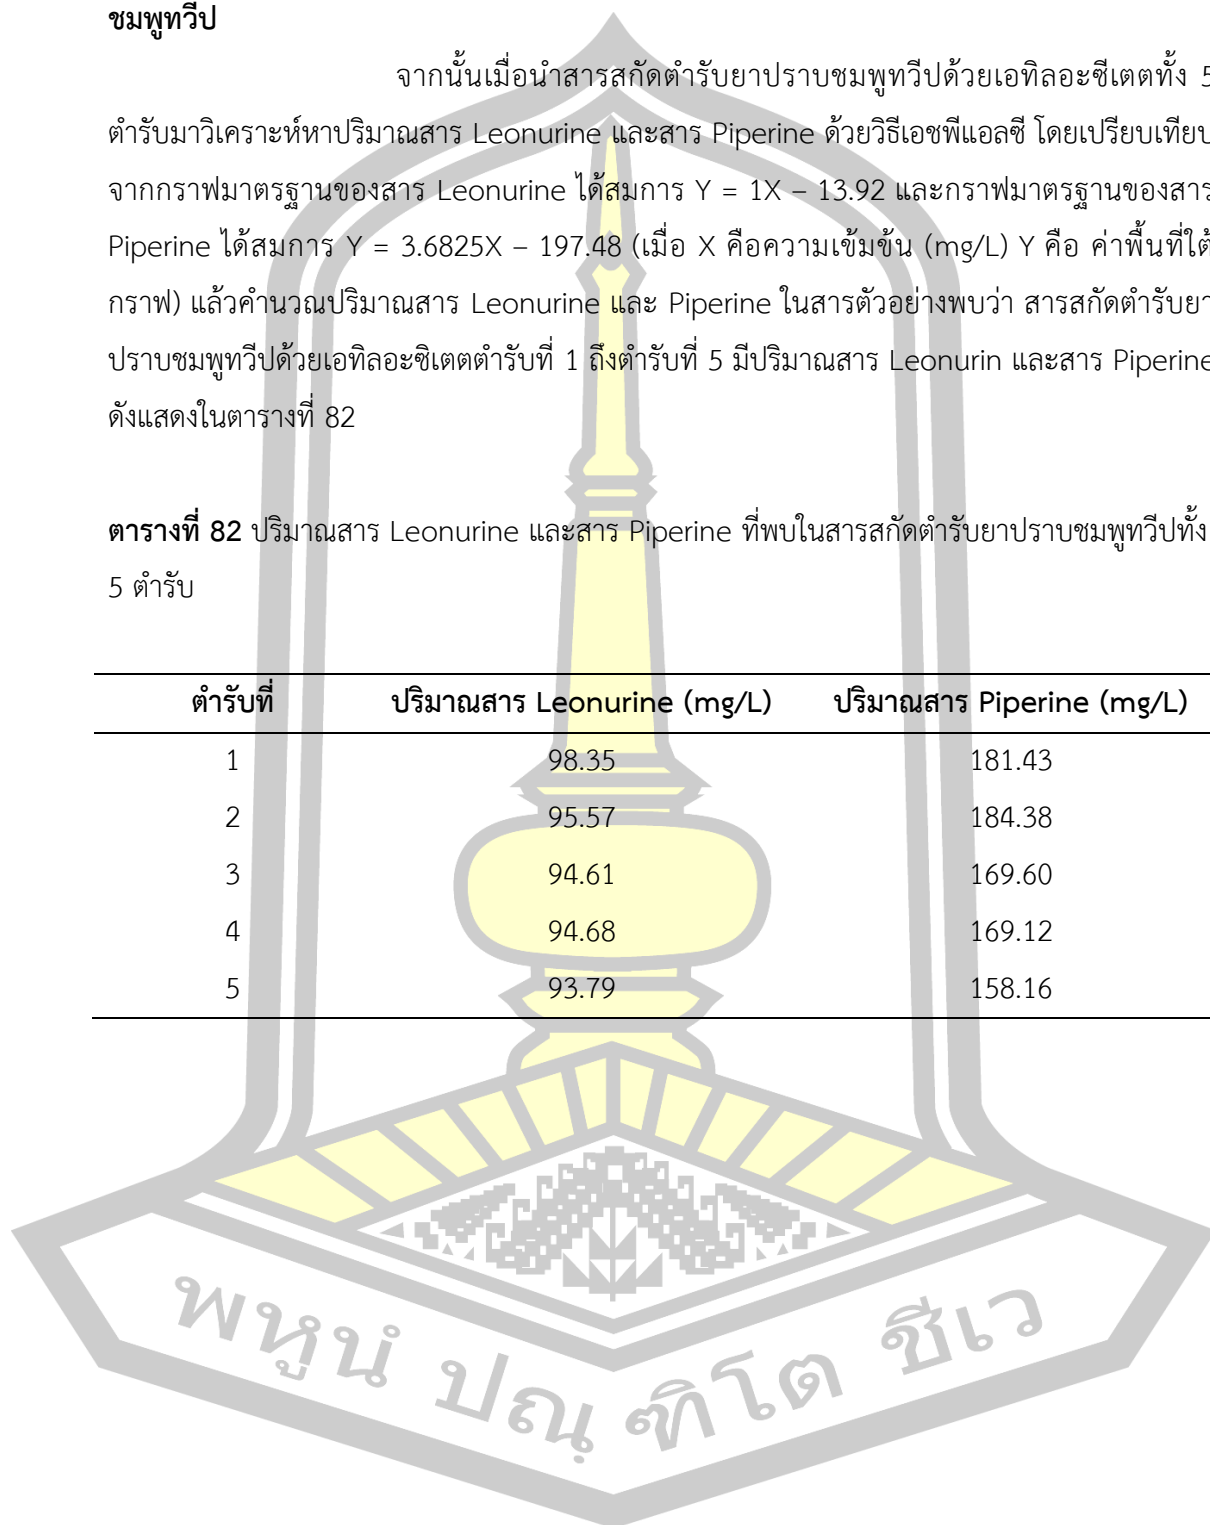 ชมพูทวีป
จากนั้นเมื่อนำสารสกัดตำรับยาปราบชมพูทวีปด้วยเอทิลอะซีเตตทั้ง 5
ตำรับมาวิเคราะห์หาปริมาณสาร Leonurine และสาร Piperine ด้วยวิธีเอชพีแอลซี โดยเปรียบเทียบ
จากกราฟมาตรฐานของสาร Leonurine ได้สมการ Y = 1X – 13.92 และกราฟมาตรฐานของสาร
Piperine ได้สมการ Y = 3.6825X – 197.48 (เมื่อ X คือความเข้มข้น (mg/L) Y คือ ค่าพื้นที่ใต้
กราฟ) แล้วคำนวณปริมาณสาร Leonurine และ Piperine ในสารตัวอย่างพบว่า สารสกัดตำรับยา
ปราบชมพูทวีปด้วยเอทิลอะซิเตตตำรับที่ 1 ถึงตำรับที่ 5 มีปริมาณสาร Leonurin และสาร Piperine
ดังแสดงในตารางที่ 82
ตารางที่ 82 ปริมาณสาร Leonurine และสาร Piperine ที่พบในสารสกัดตำรับยาปราบชมพูทวีปทั้ง
5 ตำรับ
ตำรับที่ ปริมาณสาร Leonurine (mg/L) ปริมาณสาร Piperine (mg/L)
1 98.35 181.43
2 95.57 184.38
3 94.61 169.60
4 94.68 169.12
5 93.79 158.16
พหูนํ ปณฺ ฑิโต ชีเว